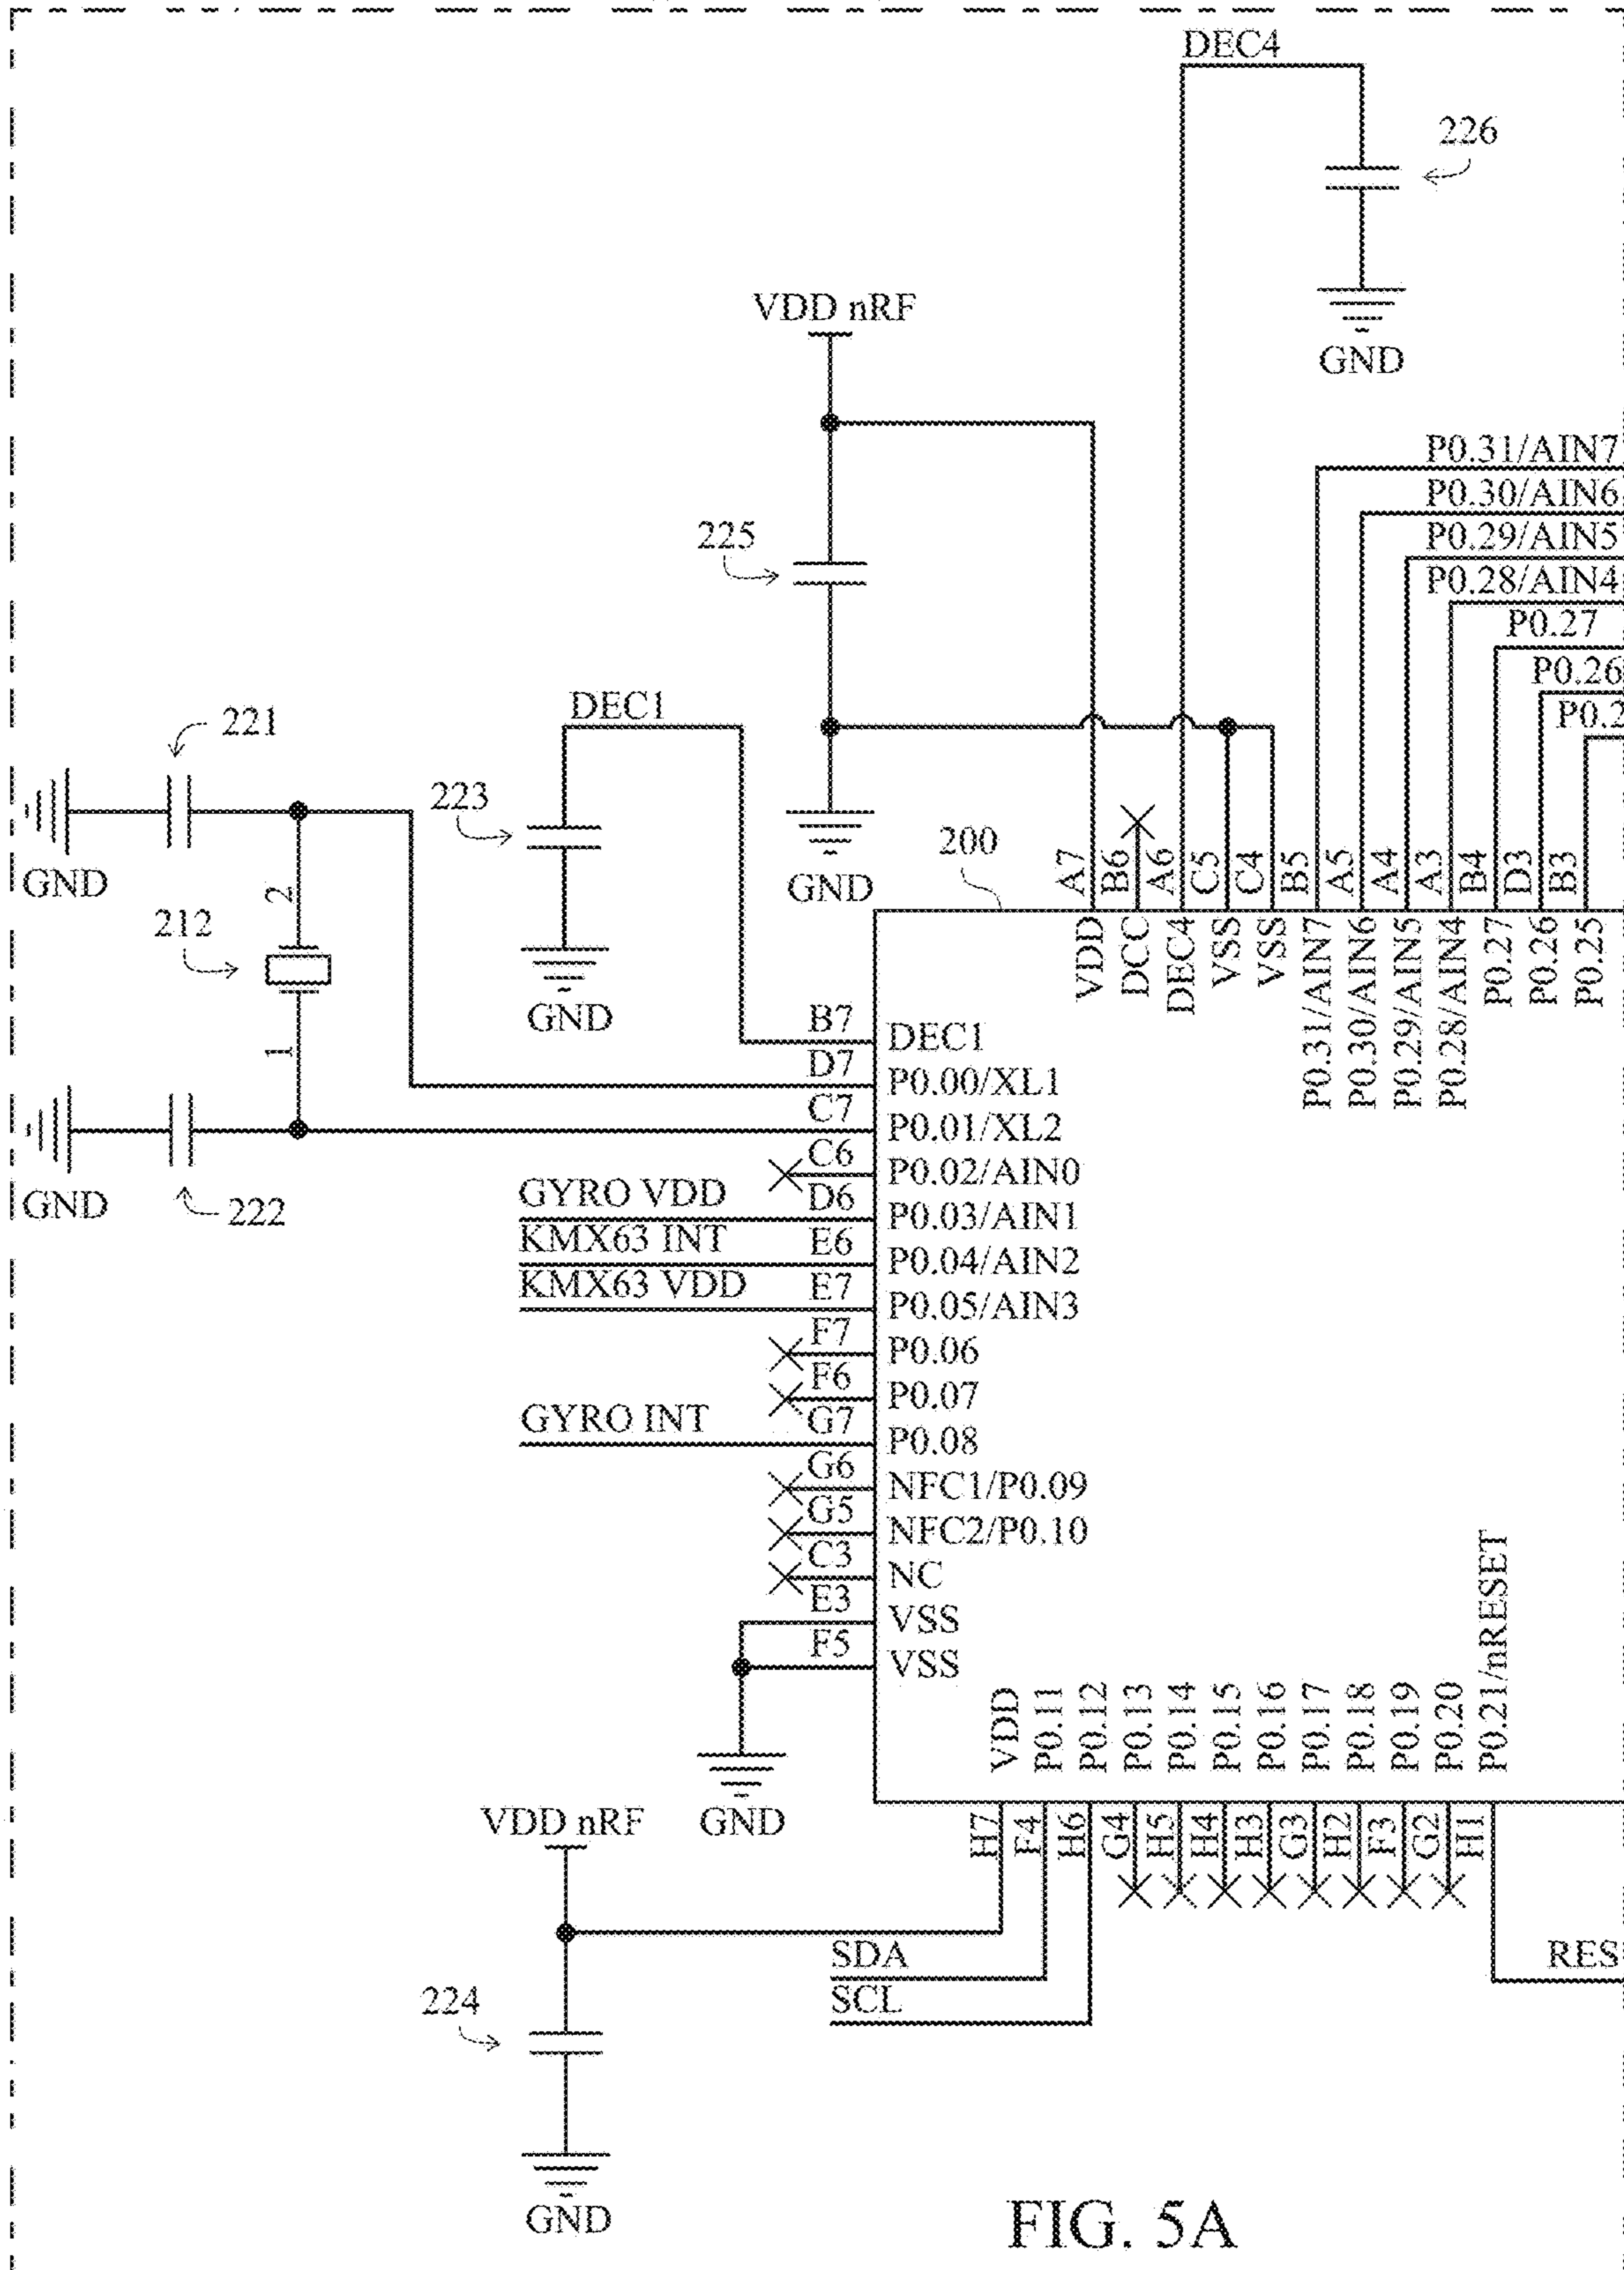 DEC4
226
GND
VDD nRF
225
GND
P0.31/AIN7
P0.30/AIN6
P0.29/AIN5
P0.28/AIN4
P0.27
P0.26
P0.2
DEC1
223
GND
221
GND
2
212
1
GND
222
200
A7
B6
A6
C5
C4
B5
A5
A4
A3
B4
D3
B3
VDD
DCC
DEC4
VSS
VSS
P0.31/AIN7
P0.30/AIN6
P0.29/AIN5
P0.28/AIN4
P0.27
P0.26
P0.25
B7 DEC1
D7 P0.00/XL1
C7 P0.01/XL2
C6 P0.02/AIN0
GYRO VDD D6 P0.03/AIN1
KMX63 INT E6 P0.04/AIN2
KMX63 VDD E7 P0.05/AIN3
F7 P0.06
F6 P0.07
GYRO INT G7 P0.08
G6 NFC1/P0.09
G5 NFC2/P0.10
C3 NC
E3 VSS
F5 VSS
GND
VDD
P0.11
P0.12
P0.13
P0.14
P0.15
P0.16
P0.17
P0.18
P0.19
P0.20
P0.21/nRESET
H7
F4
H6
G4
H5
H4
H3
G3
H2
F3
G2
H1
VDD nRF
SDA
SCL
RES
224
GND
FIG. 5A